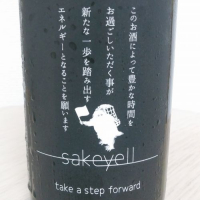 このお酒によって豊かな時間を
お過ごしいただく事が
新たな一歩を踏み出す
エネルギーとなることを願います
sakeyell
take a step forward